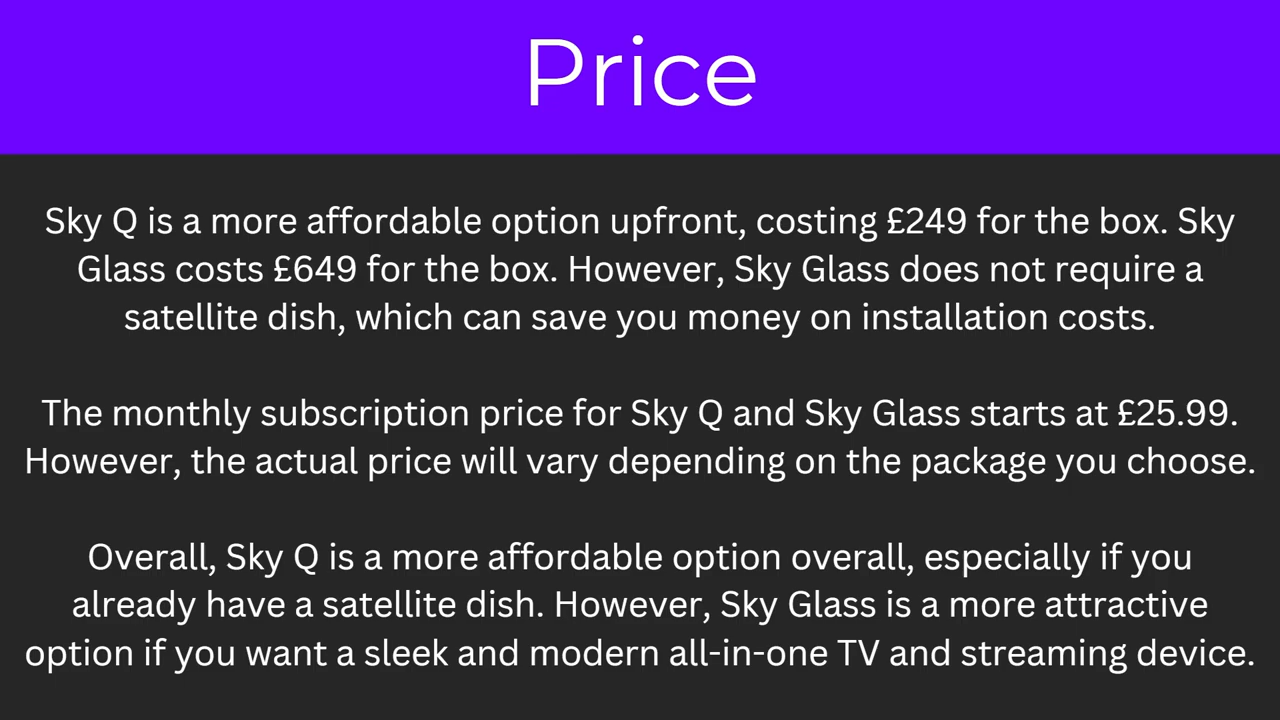 Price
Sky Q is a more affordable option upfront, costing £249 for the box. Sky
Glass costs £649 for the box. However, Sky Glass does not require a
satellite dish, which can save you money on installation costs.
The monthly subscription price for Sky Q and Sky Glass starts at £25.99.
However, the actual price will vary depending on the package you choose.
Overall, Sky Q is a more affordable option overall, especially if you
already have a satellite dish. However, Sky Glass is a more attractive
option if you want a sleek and modern all-in-one TV and streaming device.